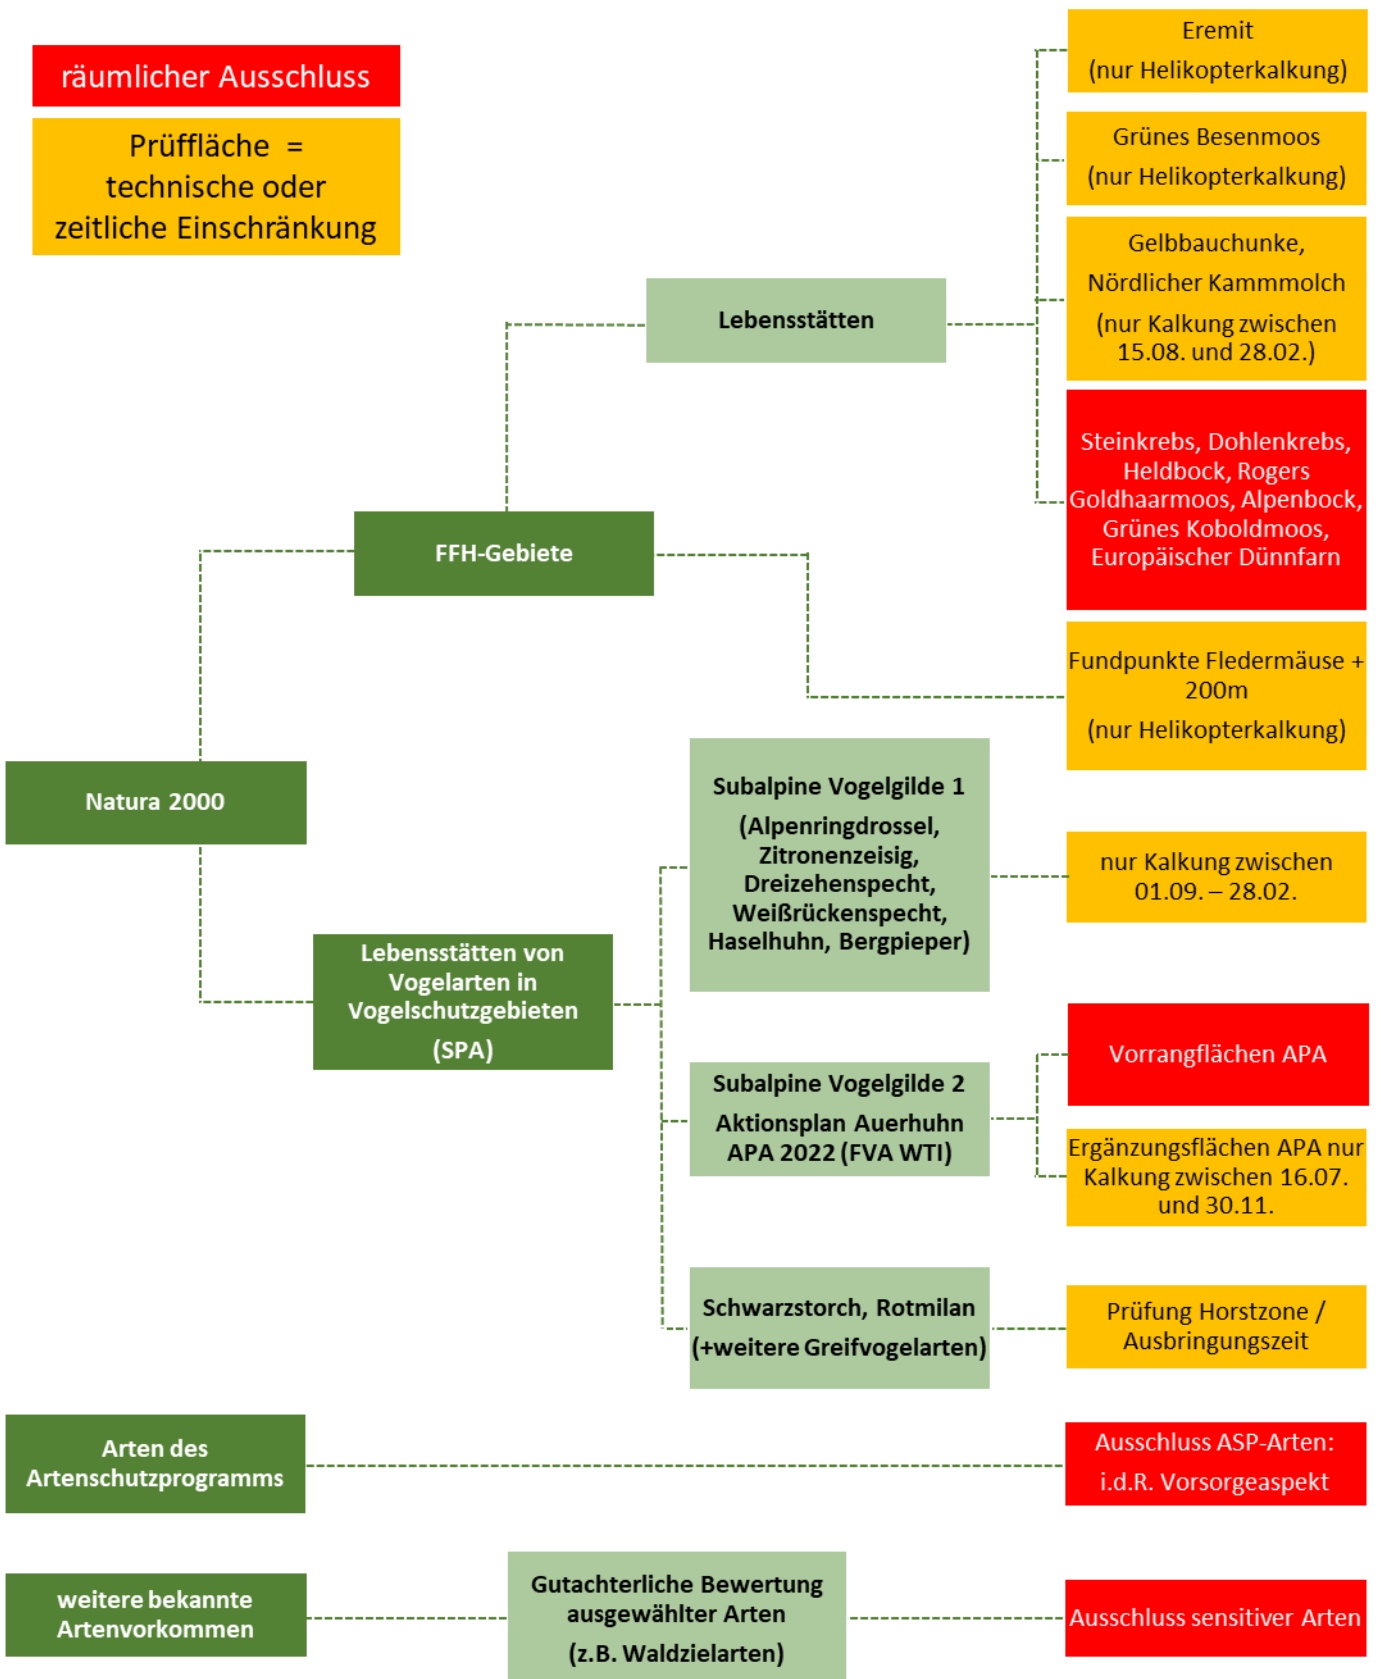 räumlicher Ausschluss
Prüffläche =
technische oder
zeitliche Einschränkung
Eremit
(nur Helikopterkalkung)
Grünes Besenmoos
(nur Helikopterkalkung)
Gelbbauchunke,
Nördlicher Kammmolch
(nur Kalkung zwischen
15.08. und 28.02.)
Lebensstätten
Steinkrebs, Dohlenkrebs,
Heldbock, Rogers
Goldhaarmoos, Alpenbock,
Grünes Koboldmoos,
Europäischer Dünnfarn
FFH-Gebiete
Fundpunkte Fledermäuse +
200m
(nur Helikopterkalkung)
Natura 2000
Subalpine Vogelgilde 1
(Alpenringdrossel,
Zitronenzeisig,
Dreizehenspecht,
Weißrückenspecht,
Haselhuhn, Bergpieper)
nur Kalkung zwischen
01.09. – 28.02.
Lebensstätten von
Vogelarten in
Vogelschutzgebieten
(SPA)
Subalpine Vogelgilde 2
Aktionsplan Auerhuhn
APA 2022 (FVA WTI)
Vorrangflächen APA
Ergänzungsflächen APA nur
Kalkung zwischen 16.07.
und 30.11.
Schwarzstorch, Rotmilan
(+weitere Greifvogelarten)
Prüfung Horstzone /
Ausbringungszeit
Arten des
Artenschutzprogramms
Ausschluss ASP-Arten:
i.d.R. Vorsorgeaspekt
weitere bekannte
Artenvorkommen
Gutachterliche Bewertung
ausgewählter Arten
(z.B. Waldzielarten)
Ausschluss sensitiver Arten